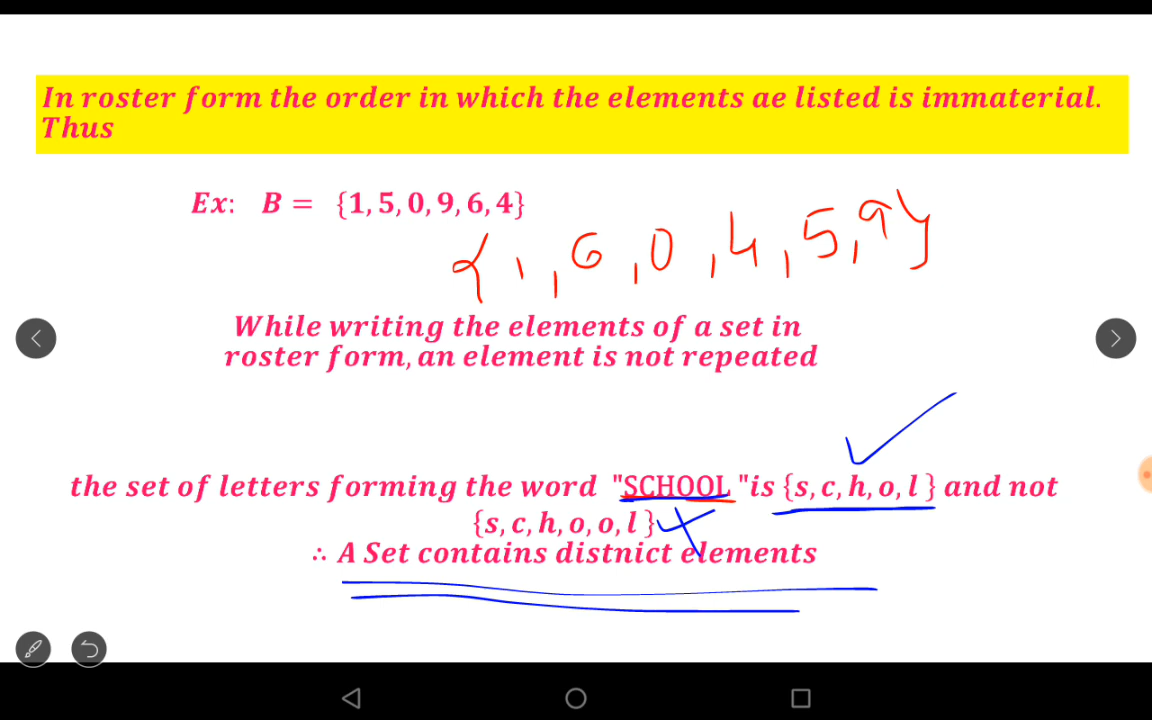 In roster form the order in which the elements ae listed is immaterial.
Thus
Ex: B = {1, 5, 0, 9, 6, 4}
{1, 6, 0, 4, 5, 9}
While writing the elements of a set in
roster form, an element is not repeated
the set of letters forming the word "SCHOOL "is {s, c, h, o, l } and not
{s, c, h, o, o, l }
∴ A Set contains distnict elements